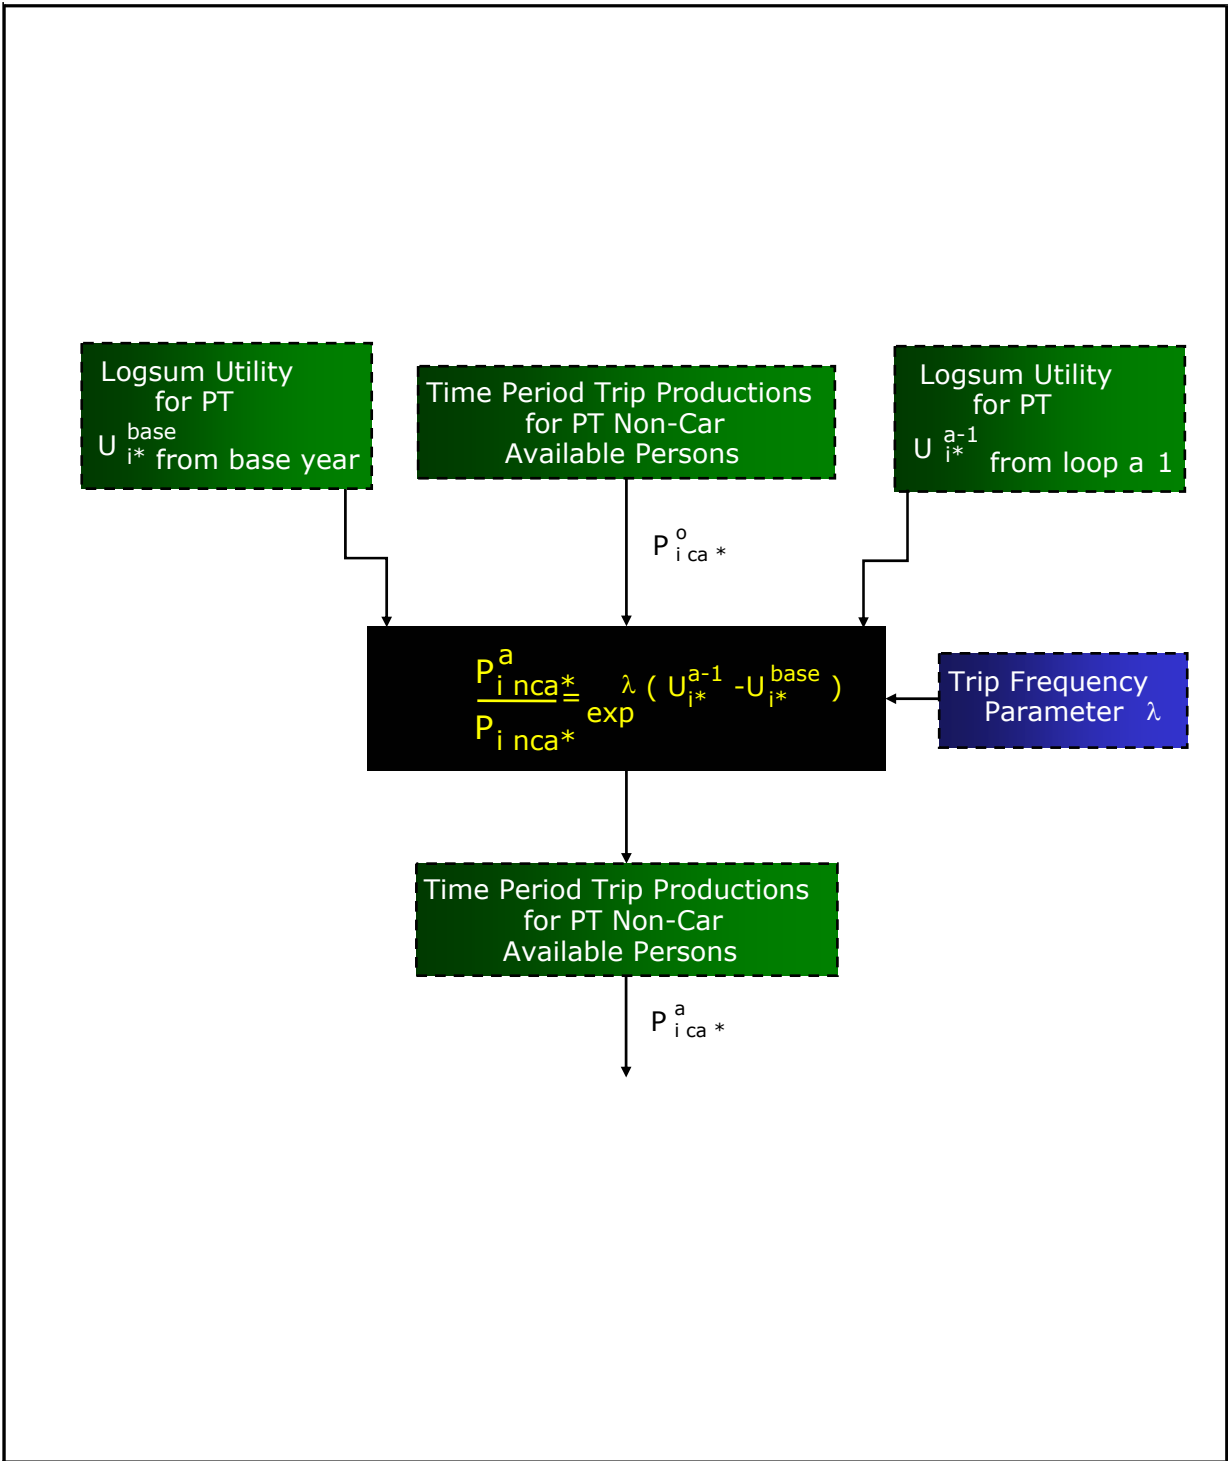 Logsum Utility
for PT
U base i* from base year
Time Period Trip Productions
for PT Non-Car
Available Persons
Logsum Utility
for PT
U a-1 i* from loop a 1
P o i ca *
P a i nca* = exp λ ( U a-1 i* -U base i* )
P i nca*
Trip Frequency
Parameter λ
Time Period Trip Productions
for PT Non-Car
Available Persons
P a i ca *